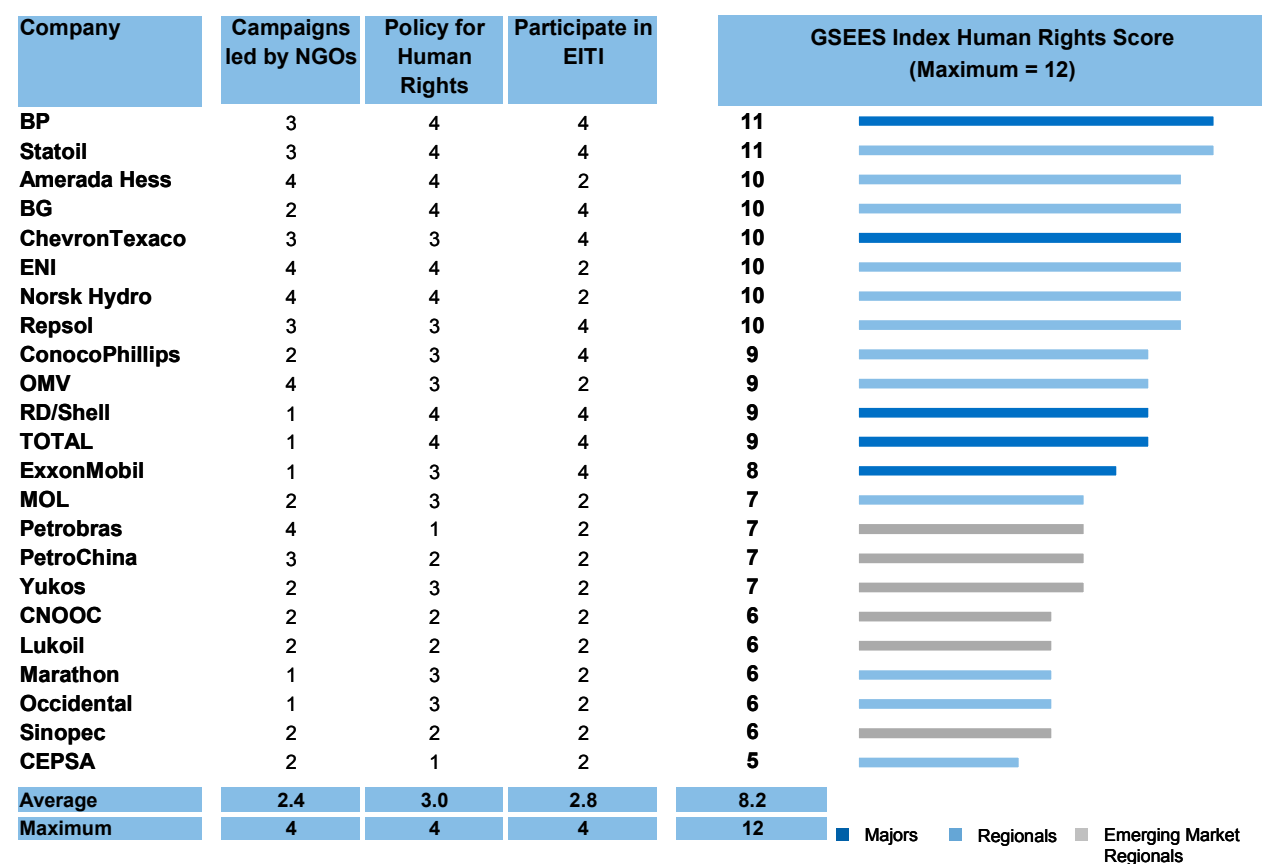 Company Campaigns led by NGOs Policy for Human Rights Participate in EITI GSEES Index Human Rights Score (Maximum = 12)
BP 3 4 4 11
Statoil 3 4 4 11
Amerada Hess 4 4 2 10
BG 2 4 4 10
ChevronTexaco 3 3 4 10
ENI 4 4 2 10
Norsk Hydro 4 4 2 10
Repsol 3 3 4 10
ConocoPhillips 2 3 4 9
OMV 4 3 2 9
RD/Shell 1 4 4 9
TOTAL 1 4 4 9
ExxonMobil 1 3 4 8
MOL 2 3 2 7
Petrobras 4 1 2 7
PetroChina 3 2 2 7
Yukos 2 3 2 7
CNOOC 2 2 2 6
Lukoil 2 2 2 6
Marathon 1 3 2 6
Occidental 1 3 2 6
Sinopec 2 2 2 6
CEPSA 2 1 2 5
Average 2.4 3.0 2.8 8.2
Maximum 4 4 4 12
Majors Regionals Emerging Market
Regionals